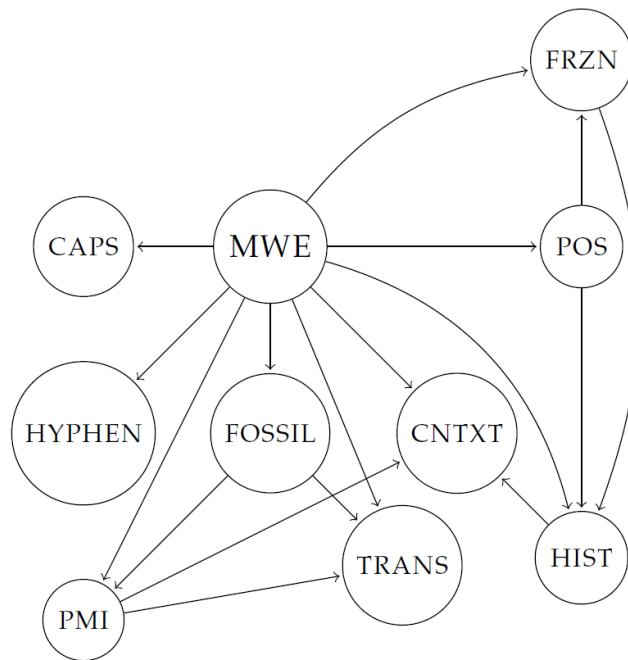 FRZN
CAPS
MWE
POS
HYPHEN
FOSSIL
CNTXT
TRANS
HIST
PMI